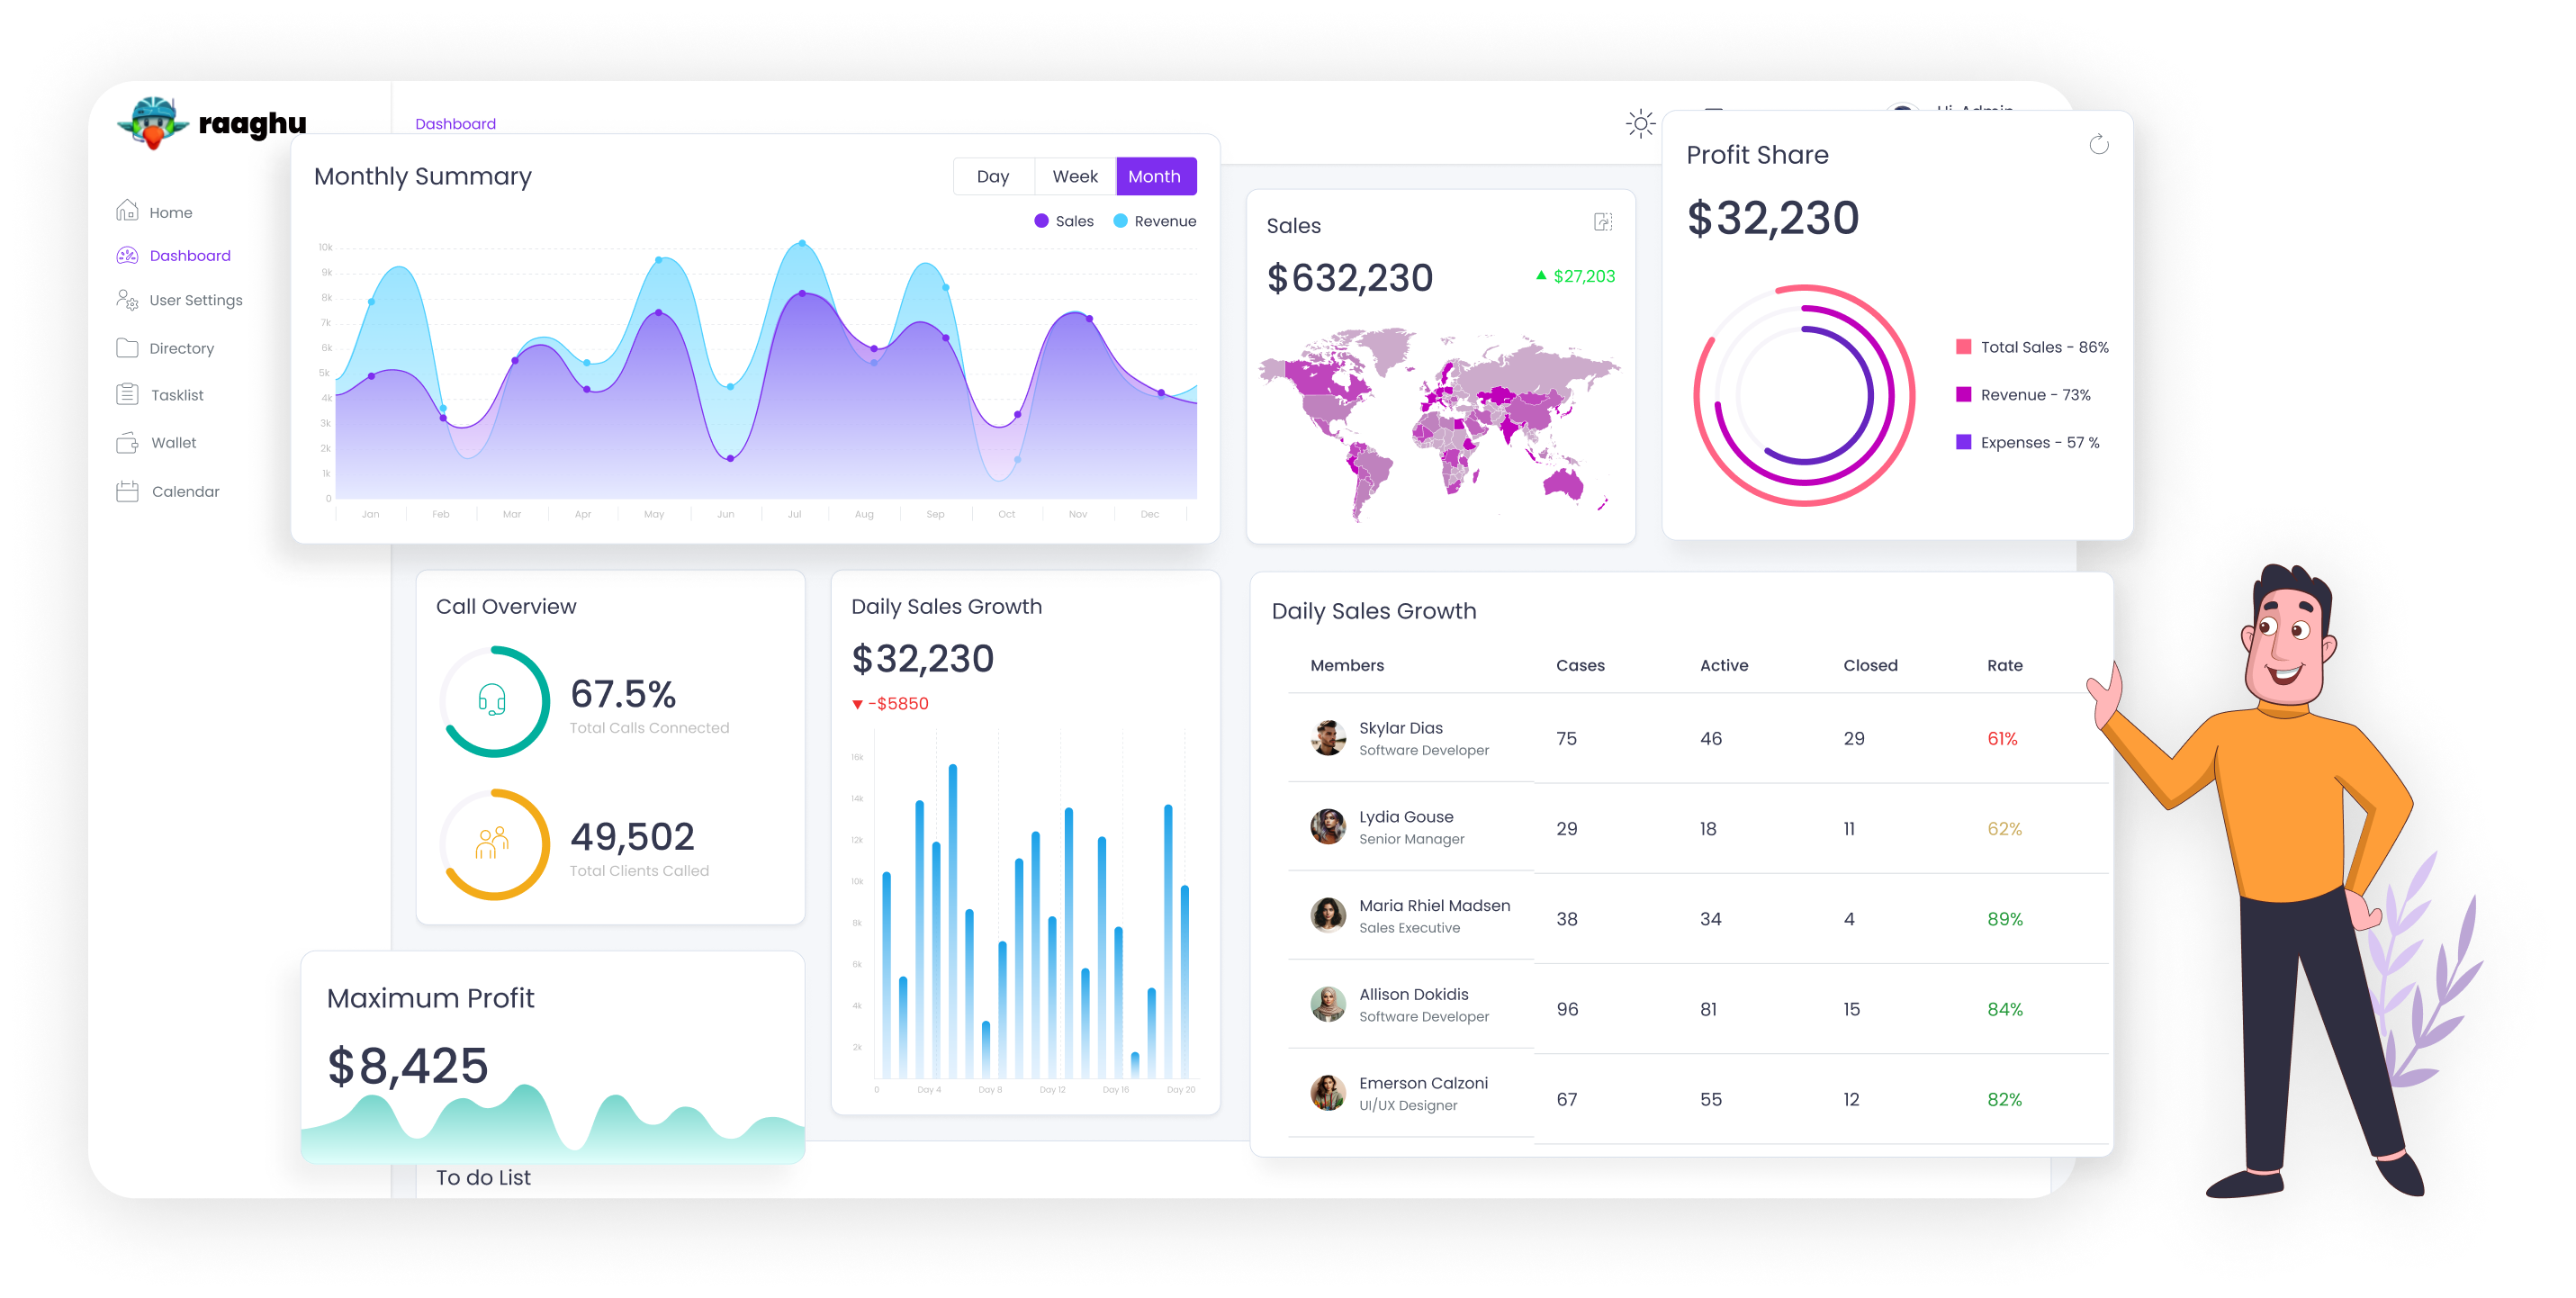 raaghu
Dashboard
Home
Dashboard
User Settings
Directory
Tasklist
Wallet
Calendar
Monthly Summary
Day Week Month
Sales Revenue
10k
9k
8k
7k
6k
5k
4k
3k
2k
1k
0
Jan Feb Mar Apr May Jun Jul Aug Sep Oct Nov Dec
Sales
$632,230
$27,203
Hi, Admin
Profit Share
$32,230
Total Sales - 86%
Revenue - 73%
Expenses - 57 %
Call Overview
67.5%
Total Calls Connected
49,502
Total Clients Called
Maximum Profit
$8,425
Daily Sales Growth
$32,230
-$5850
16k
14k
12k
10k
8k
6k
4k
2k
0 Day 4 Day 8 Day 12 Day 16 Day 20
Daily Sales Growth
Members Cases Active Closed Rate
Skylar Dias
Software Developer
75 46 29 61%
Lydia Gouse
Senior Manager
29 18 11 62%
Maria Rhiel Madsen
Sales Executive
38 34 4 89%
Allison Dokidis
Software Developer
96 81 15 84%
Emerson Calzoni
UI/UX Designer
67 55 12 82%
To do List